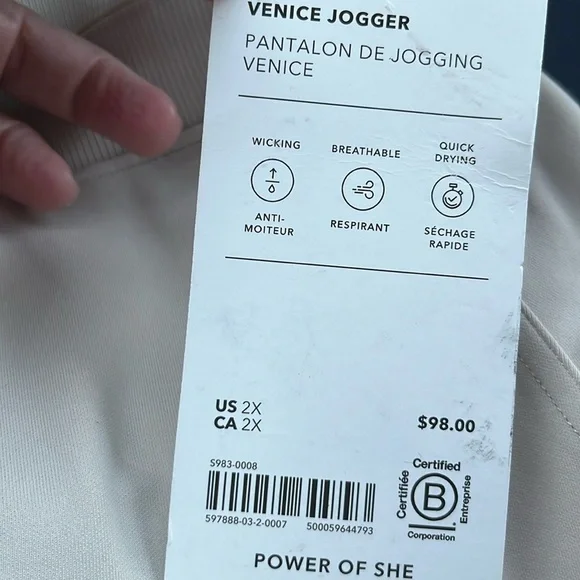 VENICE JOGGER
PANTALON DE JOGGING
VENICE
WICKING
BREATHABLE
QUICK
DRYING
ANTI-
MOITEUR
RESPIRANT
SÉCHAGE
RAPIDE
US 2X
CA 2X
$98.00
S983-0008
597888-03-2-0007
500059644793
Certified
Certifiée
B
Entreprise
Corporation
POWER OF SHE